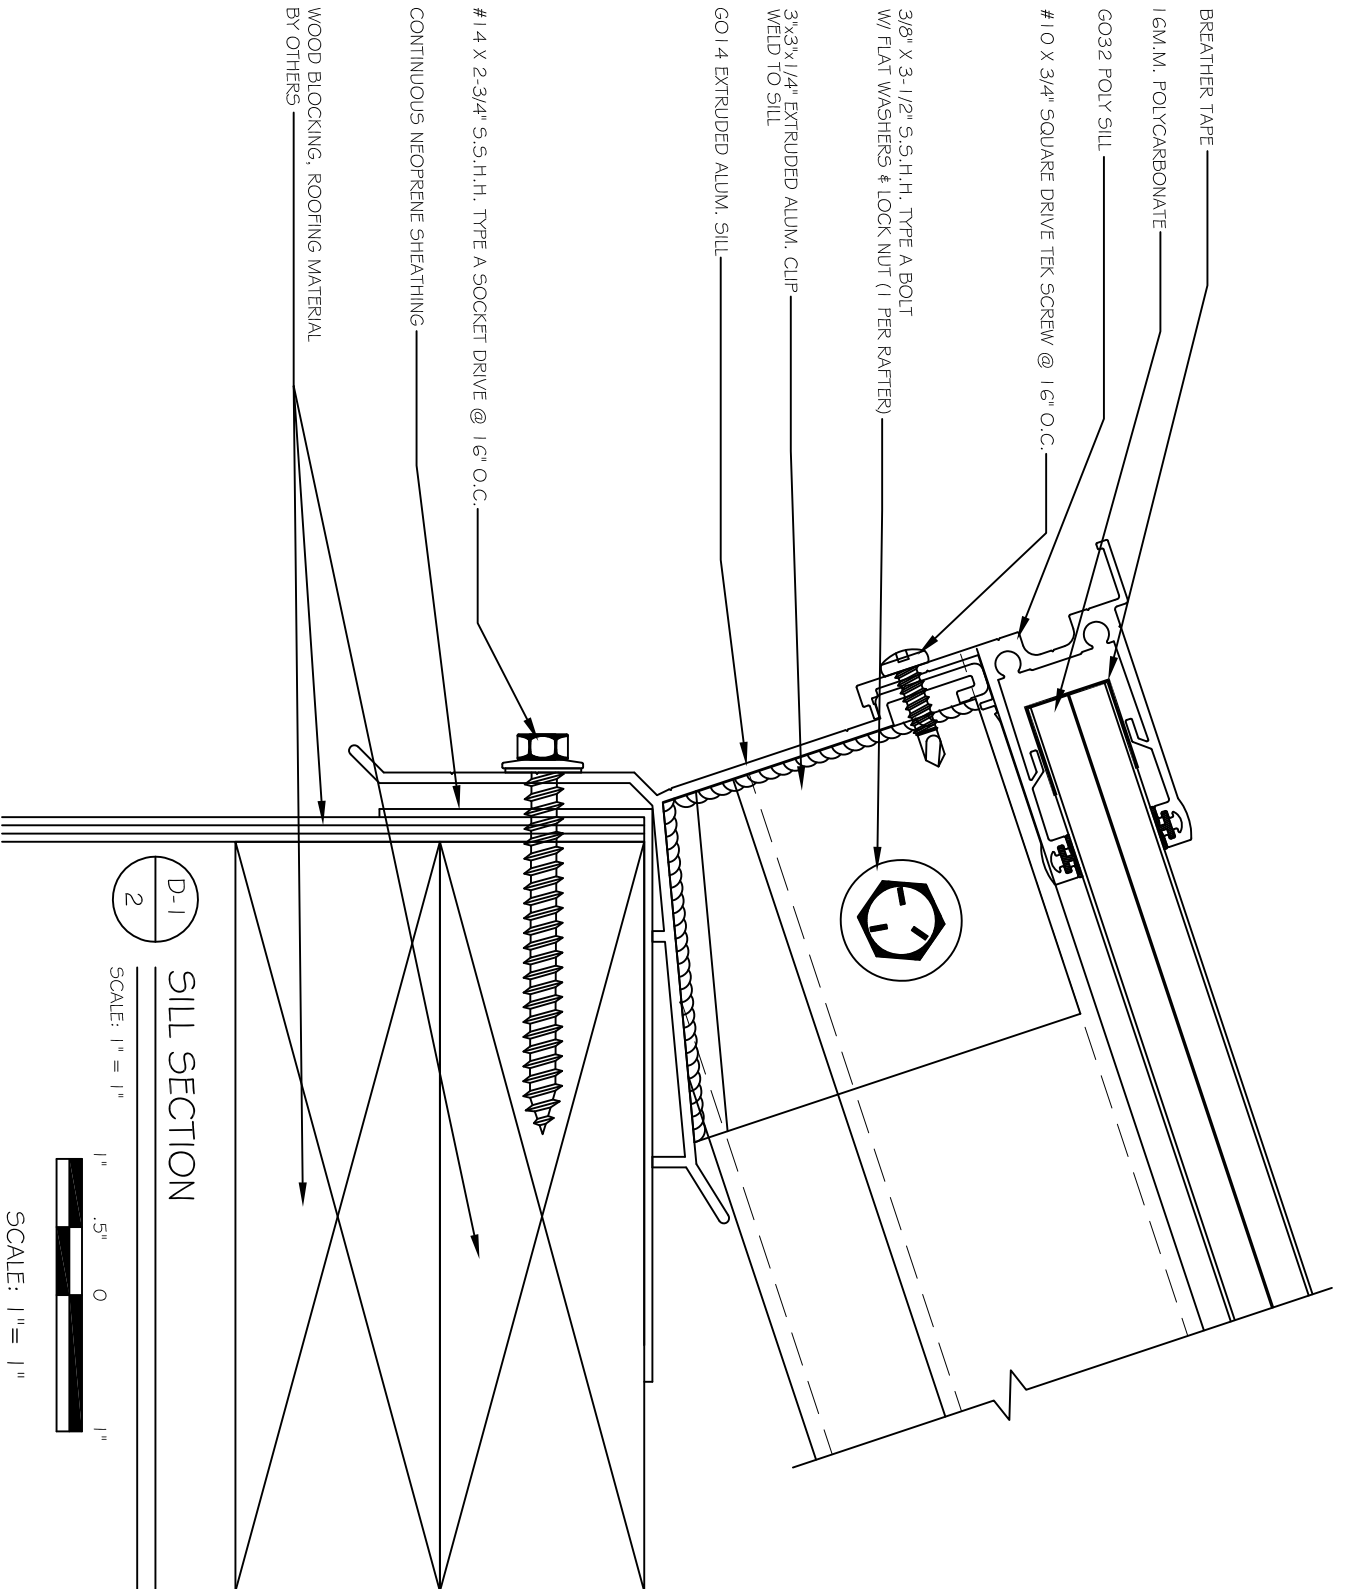 BREATHER TAPE
16M.M. POLYCARBONATE
GO32 POLY SILL
#10 X 3/4" SQUARE DRIVE TEK SCREW @ 16" O.C.
3/8" X 3-1/2" S.S.H.H. TYPE A BOLT
W/ FLAT WASHERS & LOCK NUT (1 PER RAFTER)
3"x3"x1/4" EXTRUDED ALUM. CLIP
WELD TO SILL
GO14 EXTRUDED ALUM. SILL
#14 X 2-3/4" S.S.H.H. TYPE A SOCKET DRIVE @ 16" O.C.
CONTINUOUS NEOPRENE SHEATHING
WOOD BLOCKING, ROOFING MATERIAL
BY OTHERS
D-1
2
SILL SECTION
SCALE: 1" = 1"
1" .5" 0 1"
SCALE: 1"= 1"